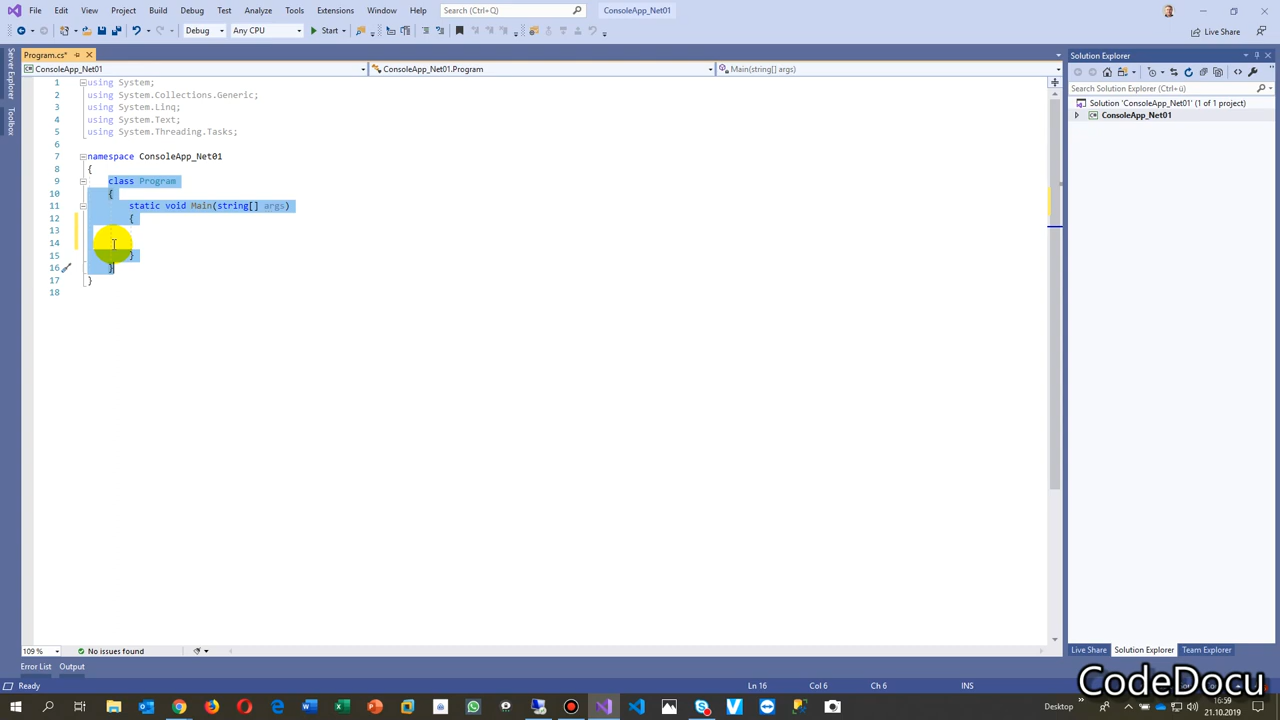 File Edit View Project Build Debug Test Analyze Tools Extensions Window Help Search (Ctrl+Q) ConsoleApp_Net01
Debug Any CPU Start Live Share
Program.cs*
ConsoleApp_Net01 ConsoleApp_Net01.Program Main(string[] args)
Server Explorer
Toolbox
1 using System;
2 using System.Collections.Generic;
3 using System.Linq;
4 using System.Text;
5 using System.Threading.Tasks;
6
7 namespace ConsoleApp_Net01
8 {
9 class Program
10 {
11 static void Main(string[] args)
12 {
13
14
15 }
16 }
17 }
18
Solution Explorer
Search Solution Explorer (Ctrl+ü)
Solution 'ConsoleApp_Net01' (1 of 1 project)
ConsoleApp_Net01
109 % No issues found
Live Share Solution Explorer Team Explorer
Error List Output
Ready Ln 16 Col 6 Ch 6 INS
CodeDocu
Desktop 16:59
21.10.2019